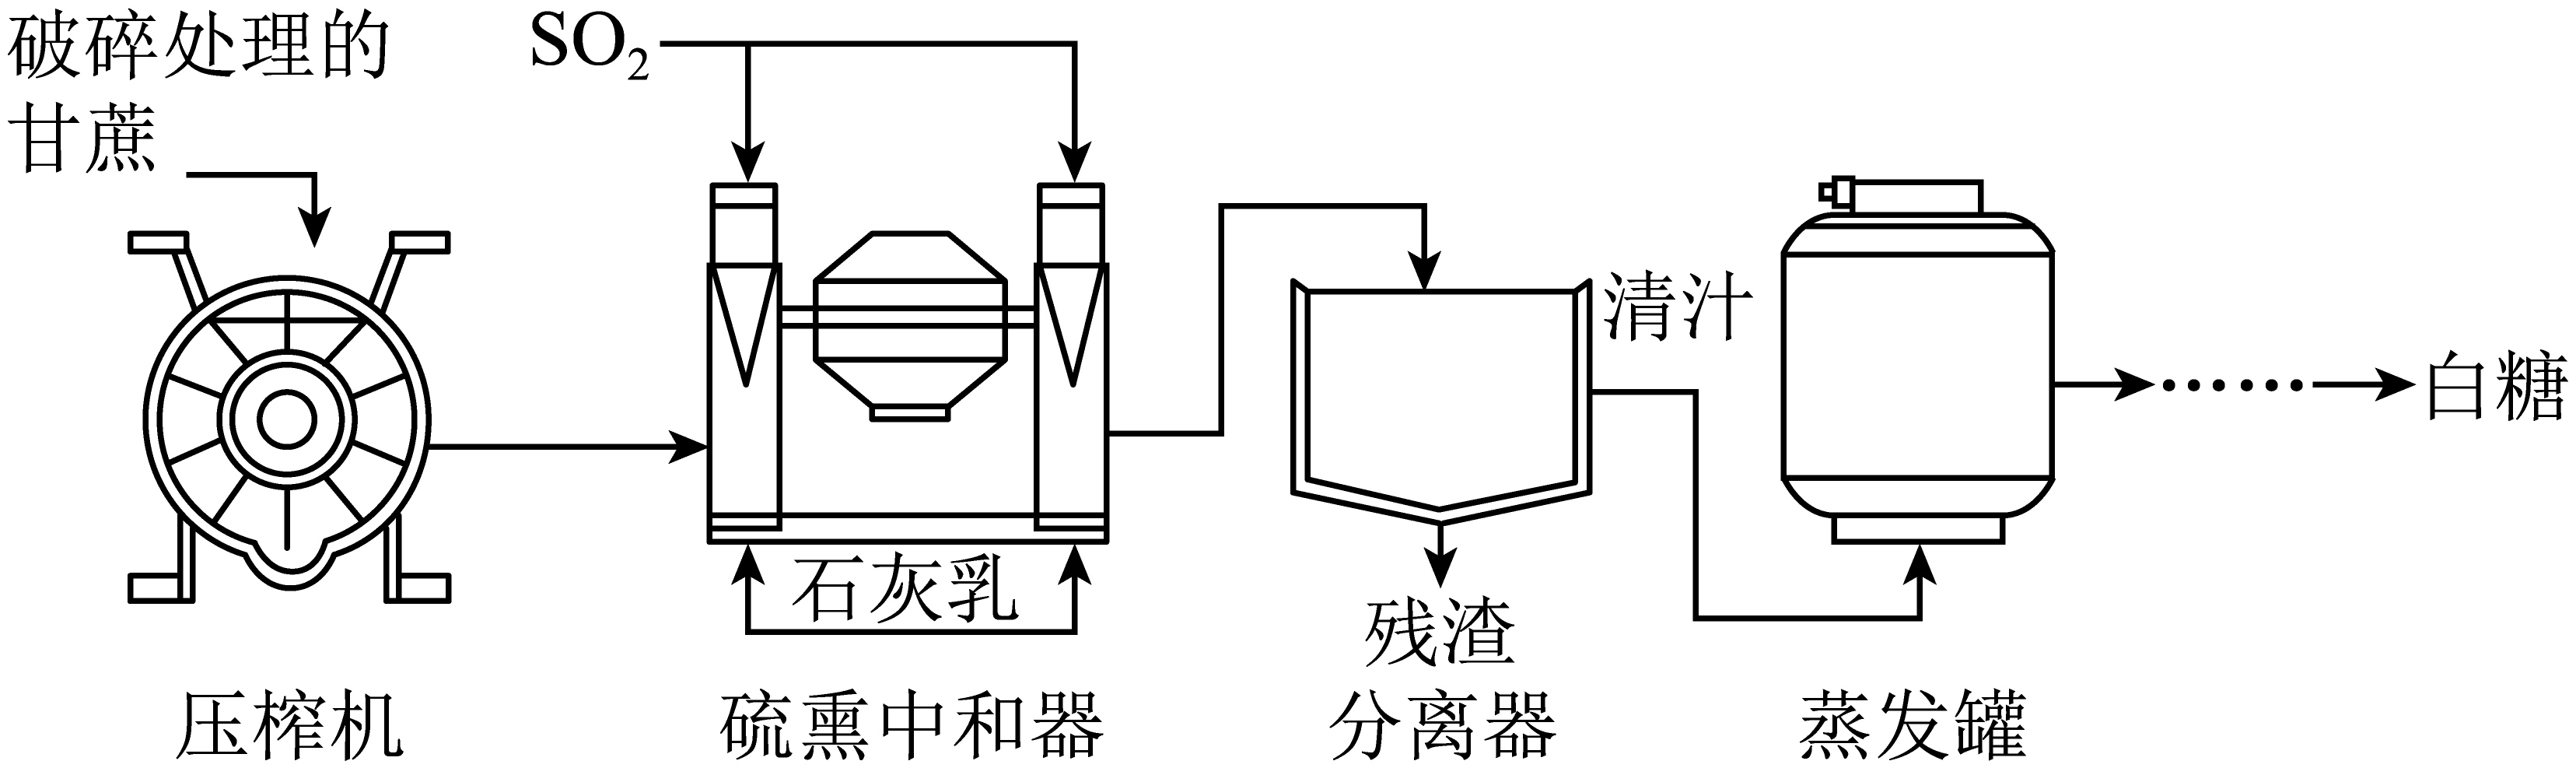 破碎处理的
甘蔗
SO₂
清汁
白糖
石灰乳
残渣
压榨机
硫熏中和器
分离器
蒸发罐